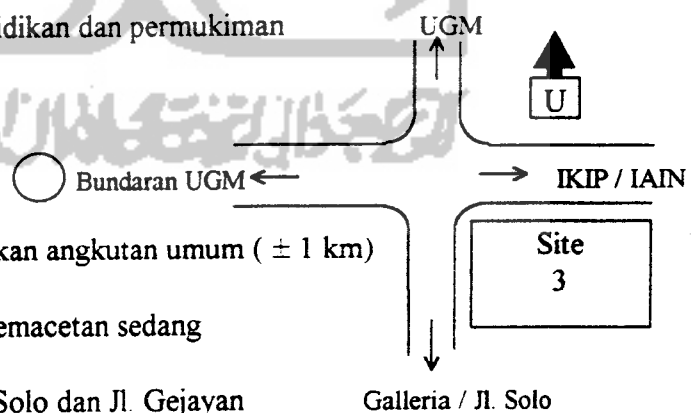 idikan dan permukiman
UGM
U
Bundaran UGM
IKIP / IAIN
kan angkutan umum ( ± 1 km)
Site
3
emacetan sedang
Solo dan Jl. Gejayan
Galleria / Jl. Solo